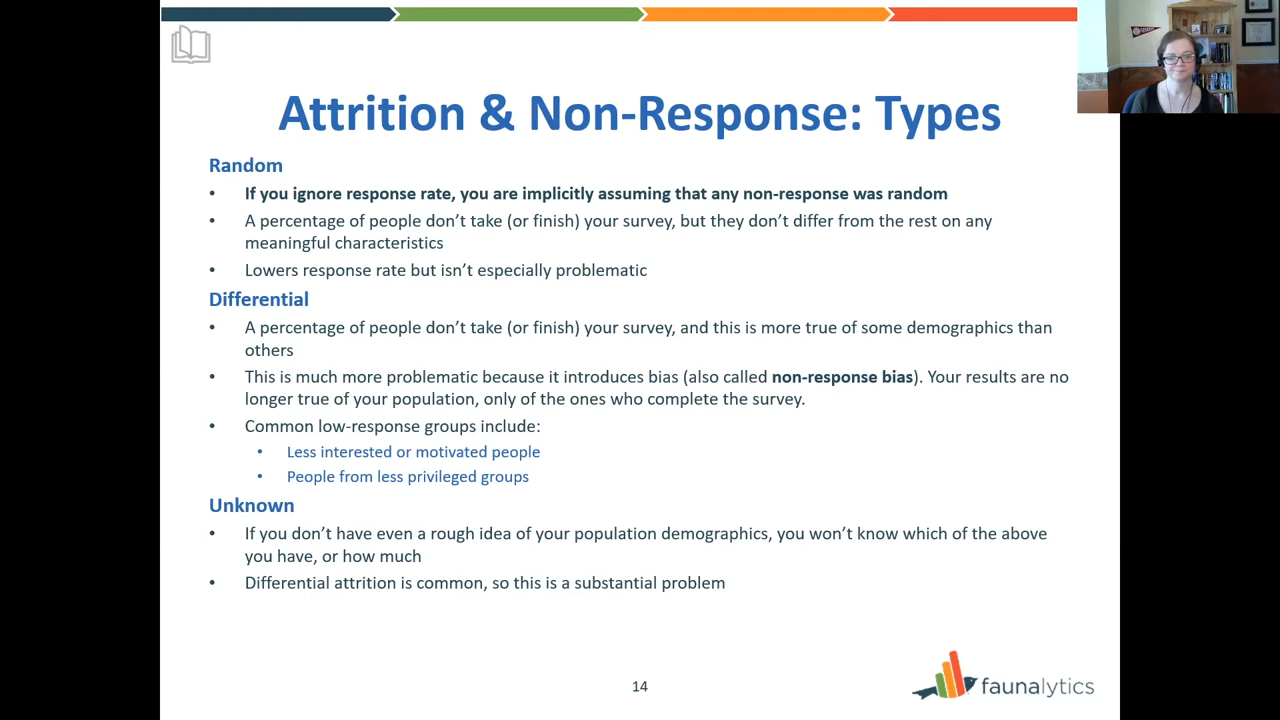 Attrition & Non-Response: Types
Random
• If you ignore response rate, you are implicitly assuming that any non-response was random
• A percentage of people don’t take (or finish) your survey, but they don’t differ from the rest on any
meaningful characteristics
• Lowers response rate but isn’t especially problematic
Differential
• A percentage of people don’t take (or finish) your survey, and this is more true of some demographics than
others
• This is much more problematic because it introduces bias (also called non-response bias). Your results are no
longer true of your population, only of the ones who complete the survey.
• Common low-response groups include:
• Less interested or motivated people
• People from less privileged groups
Unknown
• If you don’t have even a rough idea of your population demographics, you won’t know which of the above
you have, or how much
• Differential attrition is common, so this is a substantial problem
14
faunalytics